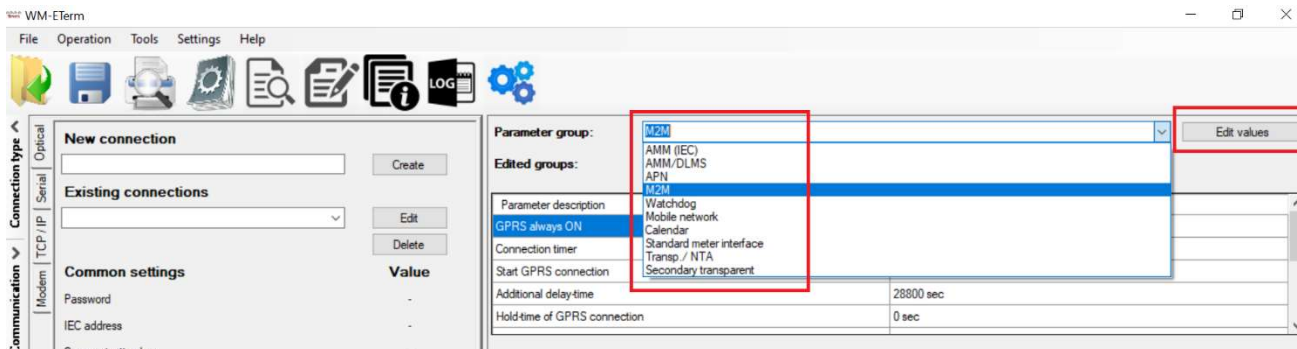 WM-ETerm
File Operation Tools Settings Help
LOG
Connection type
Communication
Optical
Serial
TCP / IP
Modem
New connection
Create
Existing connections
Edit
Delete
Common settings Value
Password -
IEC address -
Parameter group: M2M Edit values
Edited groups:
AMM (IEC)
AMM/DLMS
APN
M2M
Watchdog
Mobile network
Calendar
Standard meter interface
Transp./ NTA
Secondary transparent
Parameter description
GPRS always ON
Connection timer
Start GPRS connection
Additional delay-time 28800 sec
Hold-time of GPRS connection 0 sec